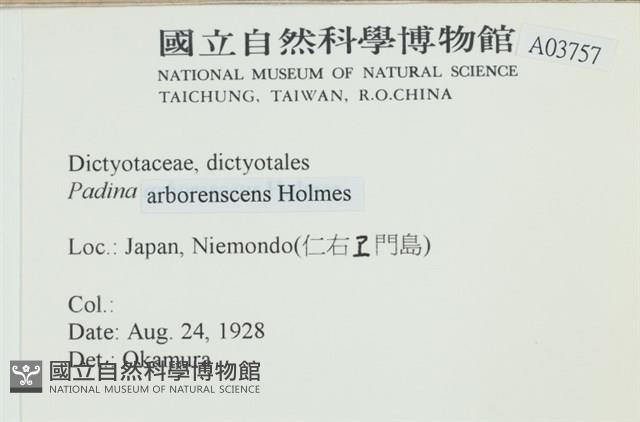 國立自然科學博物館 A03757
NATIONAL MUSEUM OF NATURAL SCIENCE
TAICHUNG, TAIWAN, R.O.CHINA
Dictyotaceae, dictyotales
Padina arborenscens Holmes
Loc.: Japan, Niemondo(仁右ヱ門島)
Col.:
Date: Aug. 24, 1928
Det.: Okamura
國立自然科學博物館
NATIONAL MUSEUM OF NATURAL SCIENCE